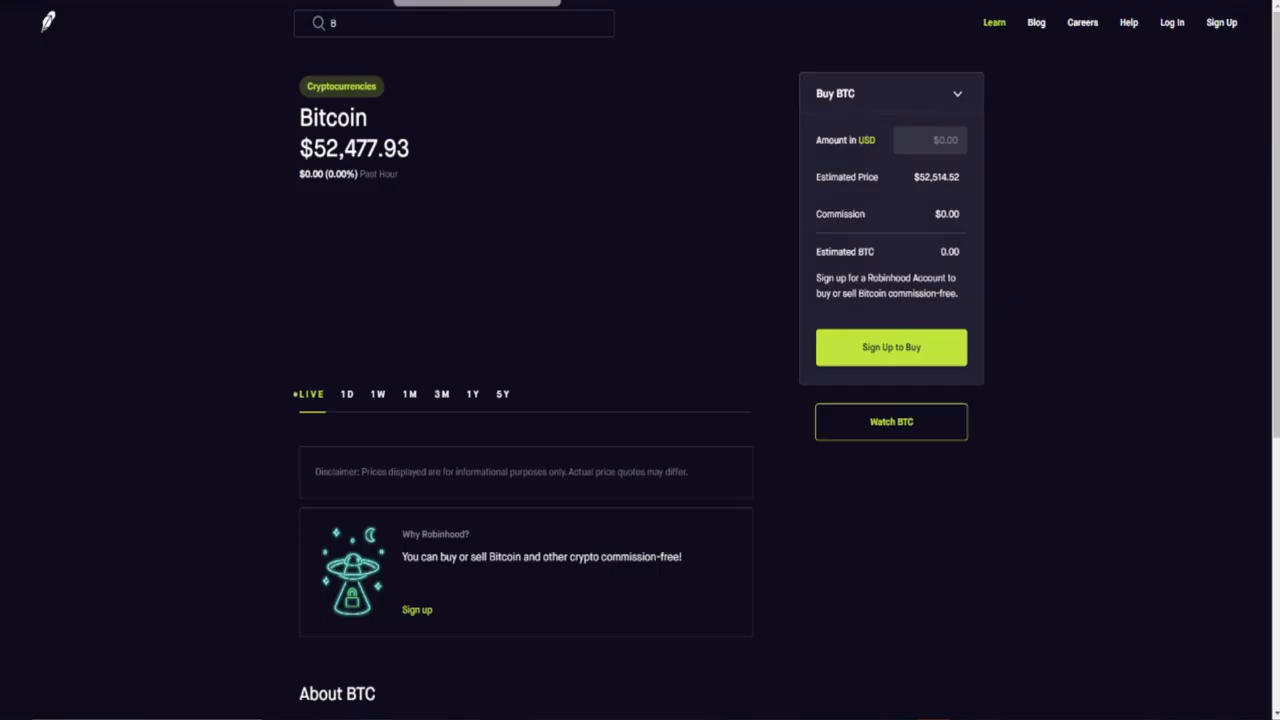 B
Learn
Blog
Careers
Help
Log In
Sign Up
Cryptocurrencies
Bitcoin
$52,477.93
$0.00 (0.00%) Past Hour
Buy BTC
Amount in USD
$0.00
Estimated Price
$52,514.52
Commission
$0.00
Estimated BTC
0.00
Sign up for a Robinhood Account to
buy or sell Bitcoin commission-free.
Sign Up to Buy
Watch BTC
LIVE
1D
1W
1M
3M
1Y
5Y
Disclaimer: Prices displayed are for informational purposes only. Actual price quotes may differ.
Why Robinhood?
You can buy or sell Bitcoin and other crypto commission-free!
Sign up
About BTC